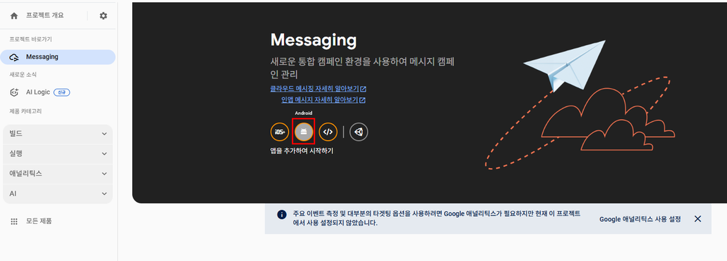 프로젝트 개요
프로젝트 바로가기
Messaging
새로운 소식
AI Logic 신규
제품 카테고리
빌드
실행
애널리틱스
AI
모든 제품
Messaging
새로운 통합 캠페인 환경을 사용하여 메시지 캠페
인 관리
클라우드 메시징 자세히 알아보기
인앱 메시지 자세히 알아보기
Android
iOS+
앱을 추가하여 시작하기
주요 이벤트 측정 및 대부분의 타겟팅 옵션을 사용하려면 Google 애널리틱스가 필요하지만 현재 이 프로젝트
에서 사용 설정되지 않았습니다.
Google 애널리틱스 사용 설정